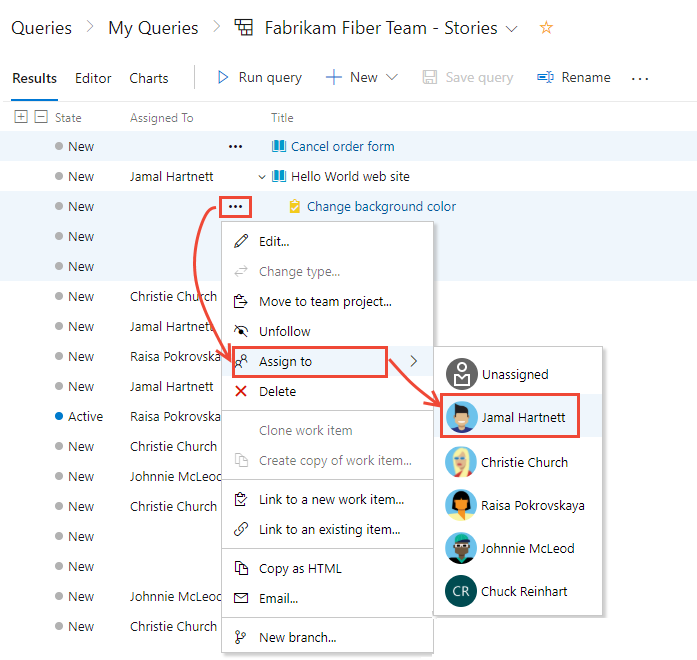 Queries > My Queries > Fabrikam Fiber Team - Stories
Results Editor Charts Run query New Save query Rename ...
State Assigned To Title
New ... Cancel order form
New Jamal Hartnett Hello World web site
New ... Change background color
New
New
New Christie Church
New Jamal Hartnett
New Raisa Pokrovska
New Jamal Hartnett
Active Raisa Pokrovska
New Christie Church
New Johnnie McLeod
New Christie Church
New
New
New Johnnie McLeod
New Christie Church
Edit...
Change type...
Move to team project...
Unfollow
Assign to >
Delete
Clone work item
Create copy of work item...
Link to a new work item...
Link to an existing item...
Copy as HTML
Email...
New branch...
Unassigned
Jamal Hartnett
Christie Church
Raisa Pokrovskaya
Johnnie McLeod
CR Chuck Reinhart